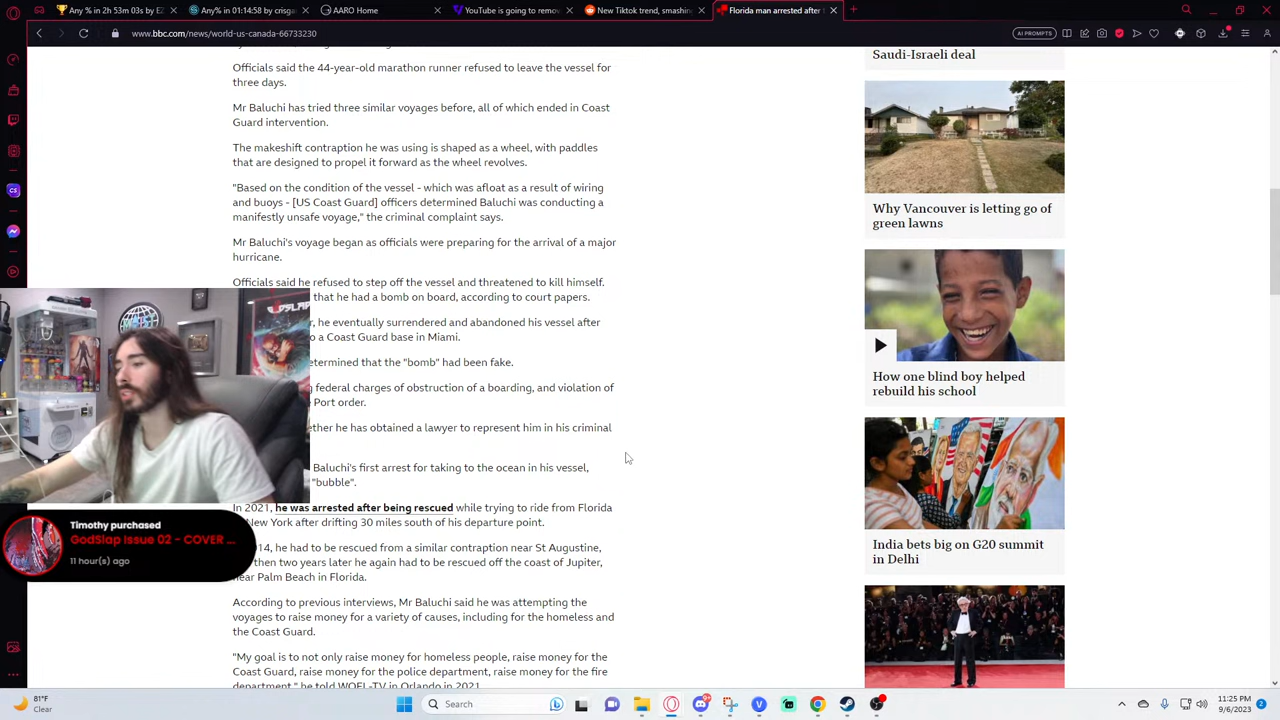 Any % in 2h 53m 03s by EZ
Any% in 01:14:58 by cangar
AARO Home
YouTube is going to remov
New Tiktok trend, smashin
Florida man arrested after
www.bbc.com/news/world-us-canada-66733230
AI PROMPTS
Officials said the 44-year-old marathon runner refused to leave the vessel for
three days.
Mr Baluchi has tried three similar voyages before, all of which ended in Coast
Guard intervention.
The makeshift contraption he was using is shaped as a wheel, with paddles
that are designed to propel it forward as the wheel revolves.
"Based on the condition of the vessel - which was afloat as a result of wiring
and buoys - [US Coast Guard] officers determined Baluchi was conducting a
manifestly unsafe voyage," the criminal complaint says.
Mr Baluchi's voyage began as officials were preparing for the arrival of a major
hurricane.
Officials said he refused to step off the vessel and threatened to kill himself.
that he had a bomb on board, according to court papers.
, he eventually surrendered and abandoned his vessel after
o a Coast Guard base in Miami.
etermined that the "bomb" had been fake.
g federal charges of obstruction of a boarding, and violation of
Port order.
ether he has obtained a lawyer to represent him in his criminal
Baluchi's first arrest for taking to the ocean in his vessel,
"bubble".
In 2021, he was arrested after being rescued while trying to ride from Florida
New York after drifting 30 miles south of his departure point.
14, he had to be rescued from a similar contraption near St Augustine,
then two years later he again had to be rescued off the coast of Jupiter,
near Palm Beach in Florida.
According to previous interviews, Mr Baluchi said he was attempting the
voyages to raise money for a variety of causes, including for the homeless and
the Coast Guard.
"My goal is to not only raise money for homeless people, raise money for the
Coast Guard, raise money for the police department, raise money for the fire
department," he told WOFL-TV in Orlando in 2021.
Saudi-Israeli deal
Why Vancouver is letting go of
green lawns
How one blind boy helped
rebuild his school
India bets big on G20 summit
in Delhi
Timothy purchased
GodSlap Issue 02 - COVER ...
11 hour(s) ago
81°F
Clear
Search
11:25 PM
9/6/2023